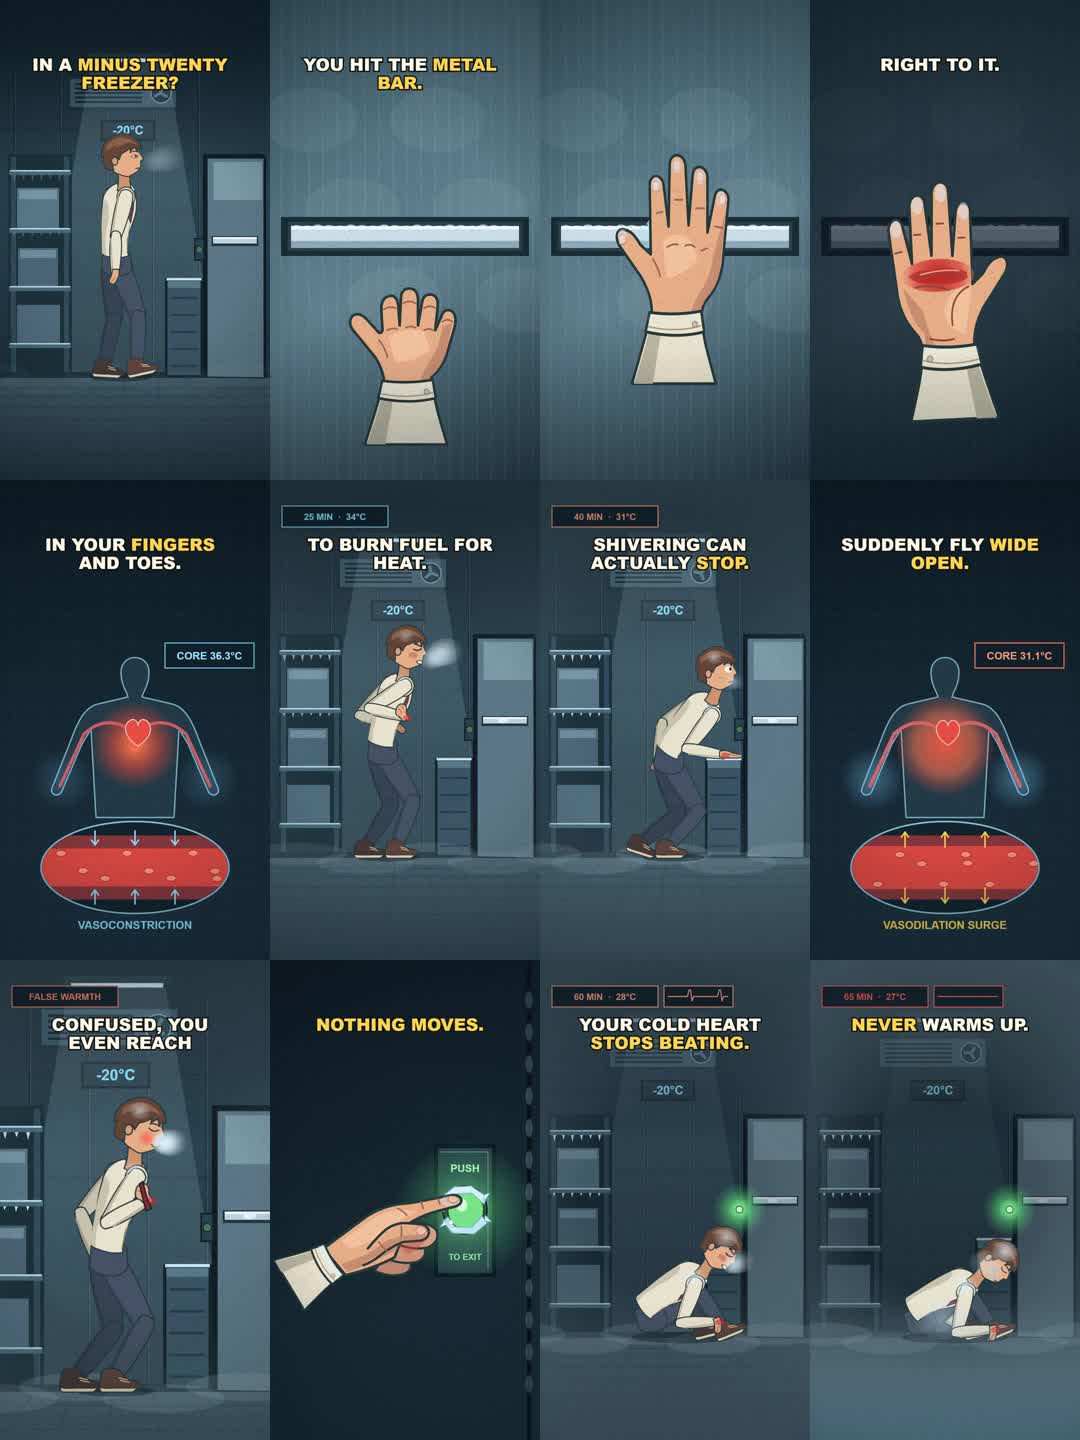 IN A MINUS TWENTY
FREEZER?
-20°C
YOU HIT THE METAL
BAR.
RIGHT TO IT.
IN YOUR FINGERS
AND TOES.
CORE 36.3°C
VASOCONSTRICTION
25 MIN · 34°C
TO BURN FUEL FOR
HEAT.
-20°C
40 MIN · 31°C
SHIVERING CAN
ACTUALLY STOP.
-20°C
SUDDENLY FLY WIDE
OPEN.
CORE 31.1°C
VASODILATION SURGE
FALSE WARMTH
CONFUSED, YOU
EVEN REACH
-20°C
NOTHING MOVES.
PUSH
TO EXIT
60 MIN · 28°C
YOUR COLD HEART
STOPS BEATING.
-20°C
65 MIN · 27°C
NEVER WARMS UP.
-20°C